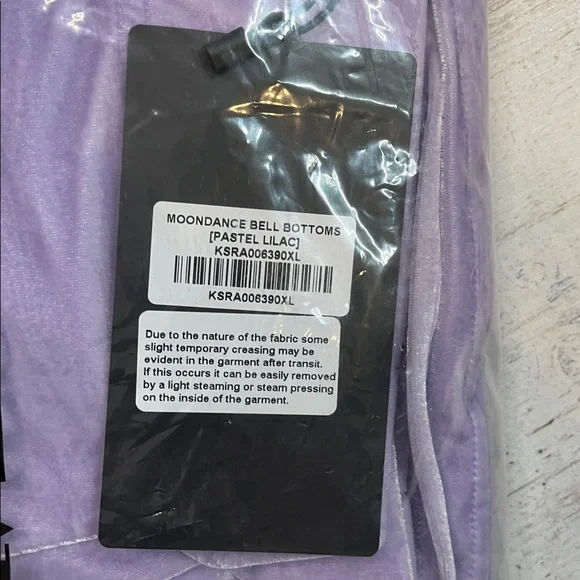 MOONDANCE BELL BOTTOMS
[PASTEL LILAC]
KSRA006390XL
KSRA006390XL
Due to the nature of the fabric some
slight temporary creasing may be
evident in the garment after transit.
If this occurs it can be easily removed
by a light steaming or steam pressing
on the inside of the garment.